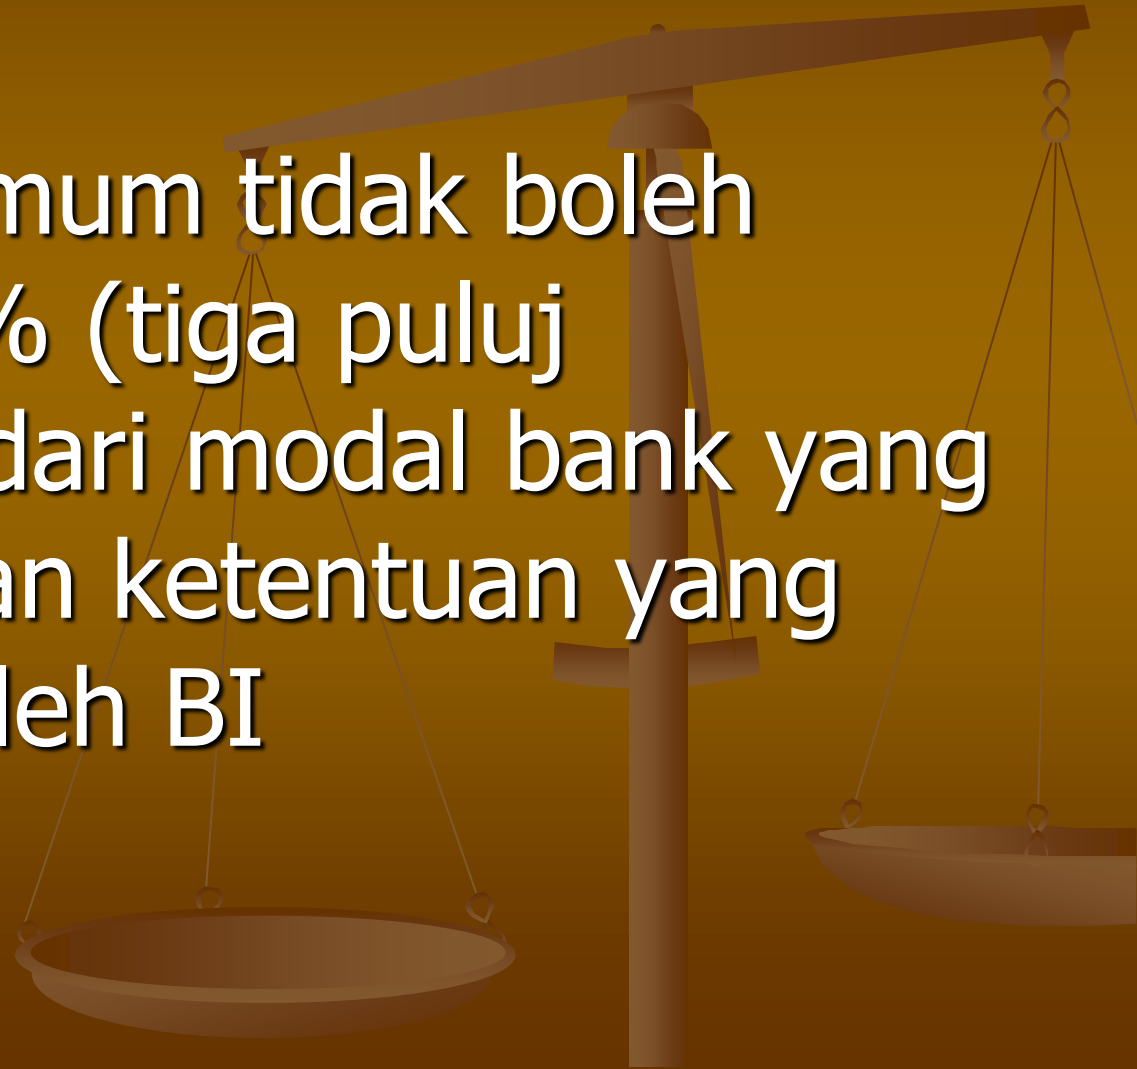 mum tidak boleh
% (tiga puluj
dari modal bank yang
an ketentuan yang
leh BI